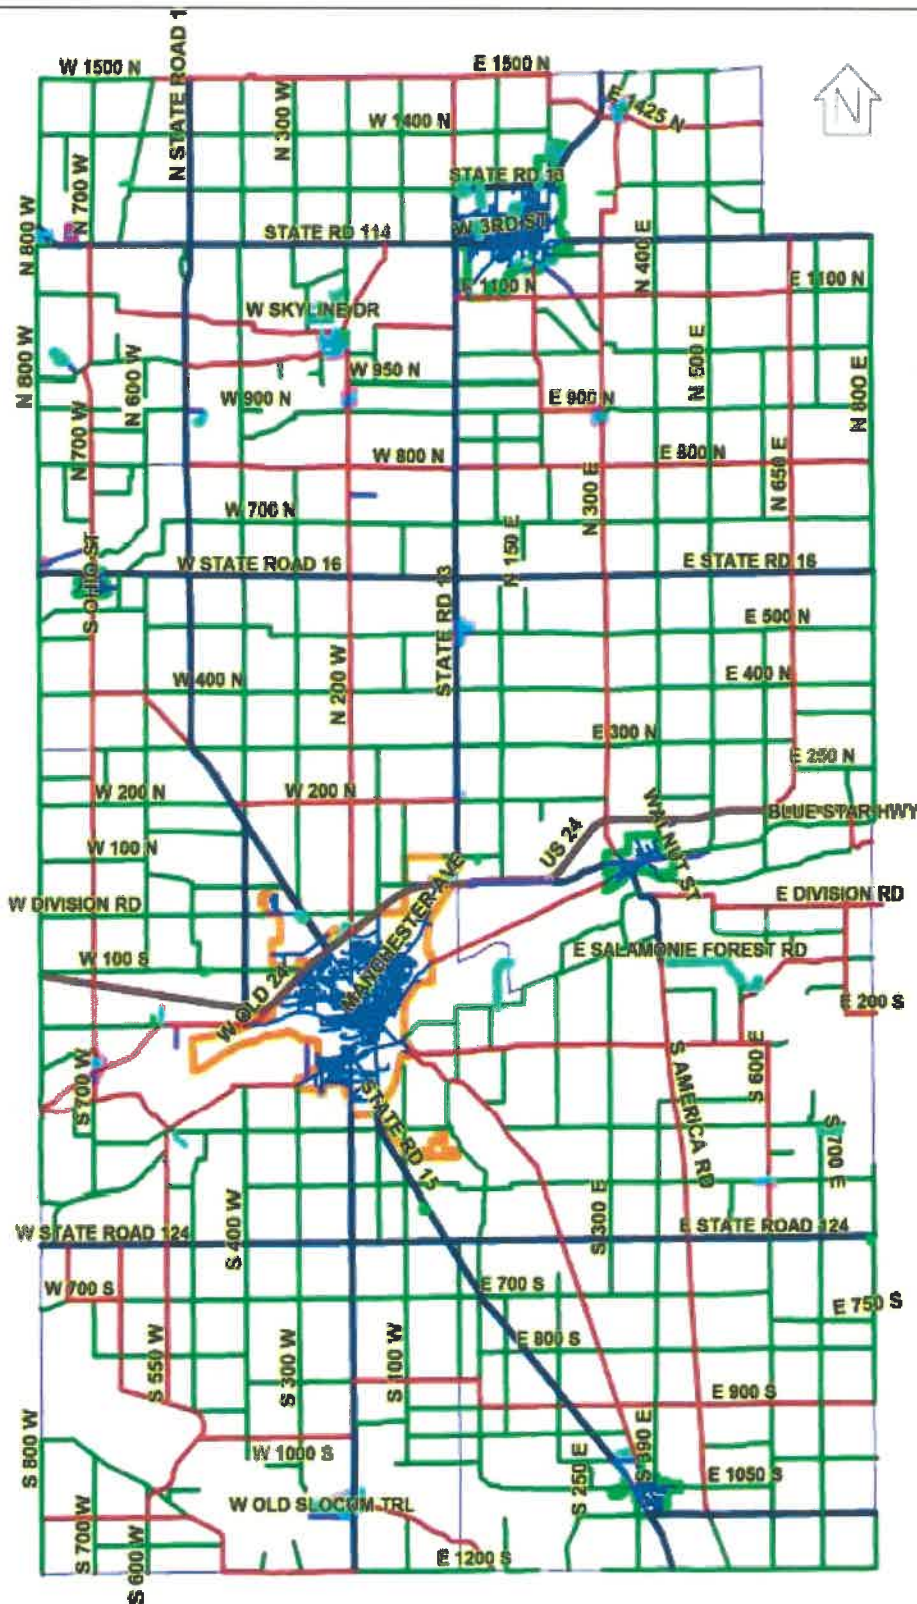 N STATE ROAD 1
W 1500 N
E 1500 N
N
E 1425 N
N 300 W
W 1400 N
N 700 W
STATE RD 13
N 800 W
W 3RD ST
STATE RD 114
N 400 E
E 1100 N
E 1100 N
W SKYLINE DR
N 800 W
N 600 W
N 500 E
W 950 N
N 800 E
W 900 N
E 900 N
N 700 W
W 800 N
E 800 N
N 650 E
N 300 E
W 700 N
N 150 E
S OHIO ST
W STATE ROAD 16
E STATE RD 16
STATE RD 13
E 500 N
W 400 N
N 200 W
E 400 N
E 300 N
E 250 N
W 200 N
W 200 N
WALNUT ST
BLUE STAR HWY
US 24
W 100 N
MANCHESTER AVE
W DIVISION RD
E DIVISION RD
W 100 S
E SALAMONIE FOREST RD
W OLD 24
E 200 S
S 700 W
S 600 E
S AMERICA RD
STATE RD 15
S 700 E
S 400 W
S 300 E
W STATE ROAD 124
E STATE ROAD 124
W 700 S
E 700 S
E 750 S
S 550 W
S 300 W
S 100 W
E 800 S
E 900 S
S 800 W
W 1000 S
S 250 E
S 390 E
E 1050 S
W OLD SLOCUM TRL
S 700 W
S 600 W
E 1200 S